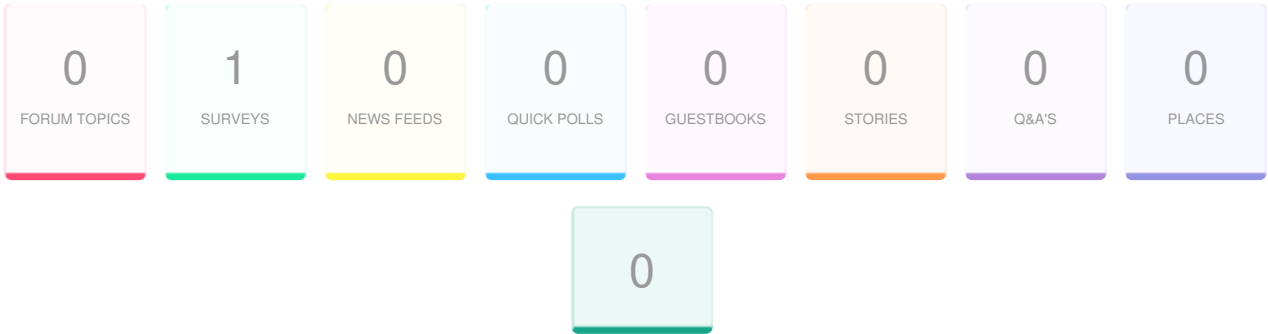 0 1 0 0 0 0 0 0
FORUM TOPICS SURVEYS NEWS FEEDS QUICK POLLS GUESTBOOKS STORIES Q&A'S PLACES
0